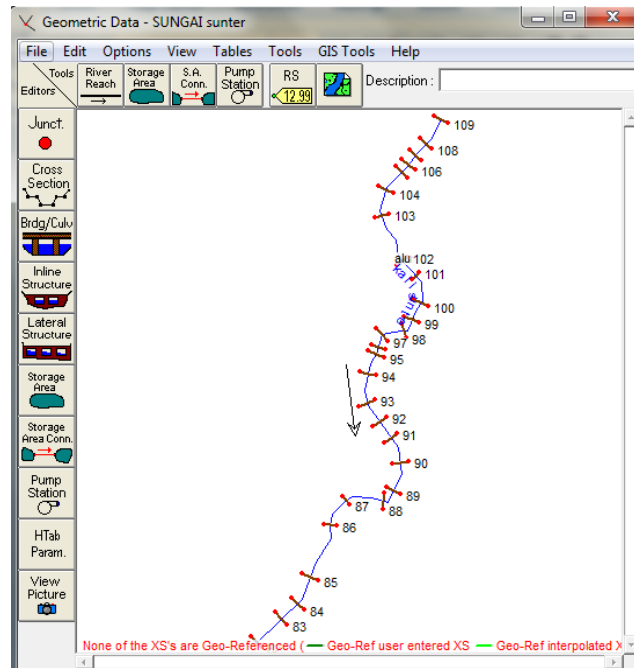 Geometric Data - SUNGAI sunter
File Edit Options View Tables Tools GIS Tools Help
Tools
Editors
River
Reach
Storage
Area
S.A.
Conn.
Pump
Station
RS
12.99
Description :
Junct.
Cross
Section
Brdg/Culv
Inline
Structure
Lateral
Structure
Storage
Area
Storage
Area Conn.
Pump
Station
HTab
Param.
View
Picture
109
108
106
104
103
alu 102
101
100
99
98
97
95
94
93
92
91
90
89
88
87
86
85
84
83
None of the XS's are Geo-Referenced ( Geo-Ref user entered XS Geo-Ref interpolated X